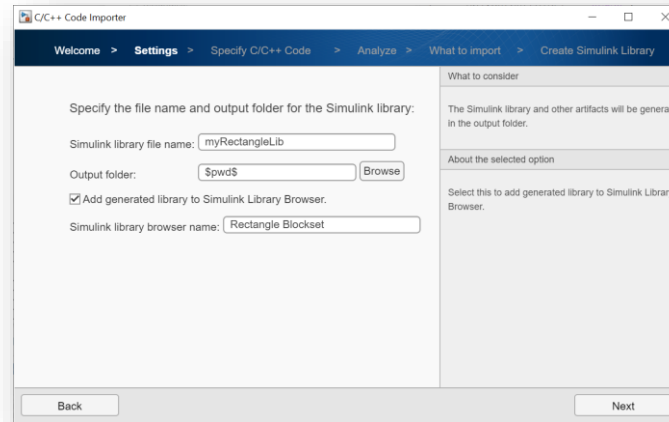 C/C++ Code Importer
Welcome > Settings > Specify C/C++ Code > Analyze > What to import > Create Simulink Library
What to consider
Specify the file name and output folder for the Simulink library:
The Simulink library and other artifacts will be genera
in the output folder.
Simulink library file name: myRectangleLib
About the selected option
Output folder: $pwd$ Browse
Add generated library to Simulink Library Browser.
Select this to add generated library to Simulink Librar
Browser.
Simulink library browser name: Rectangle Blockset
Back Next